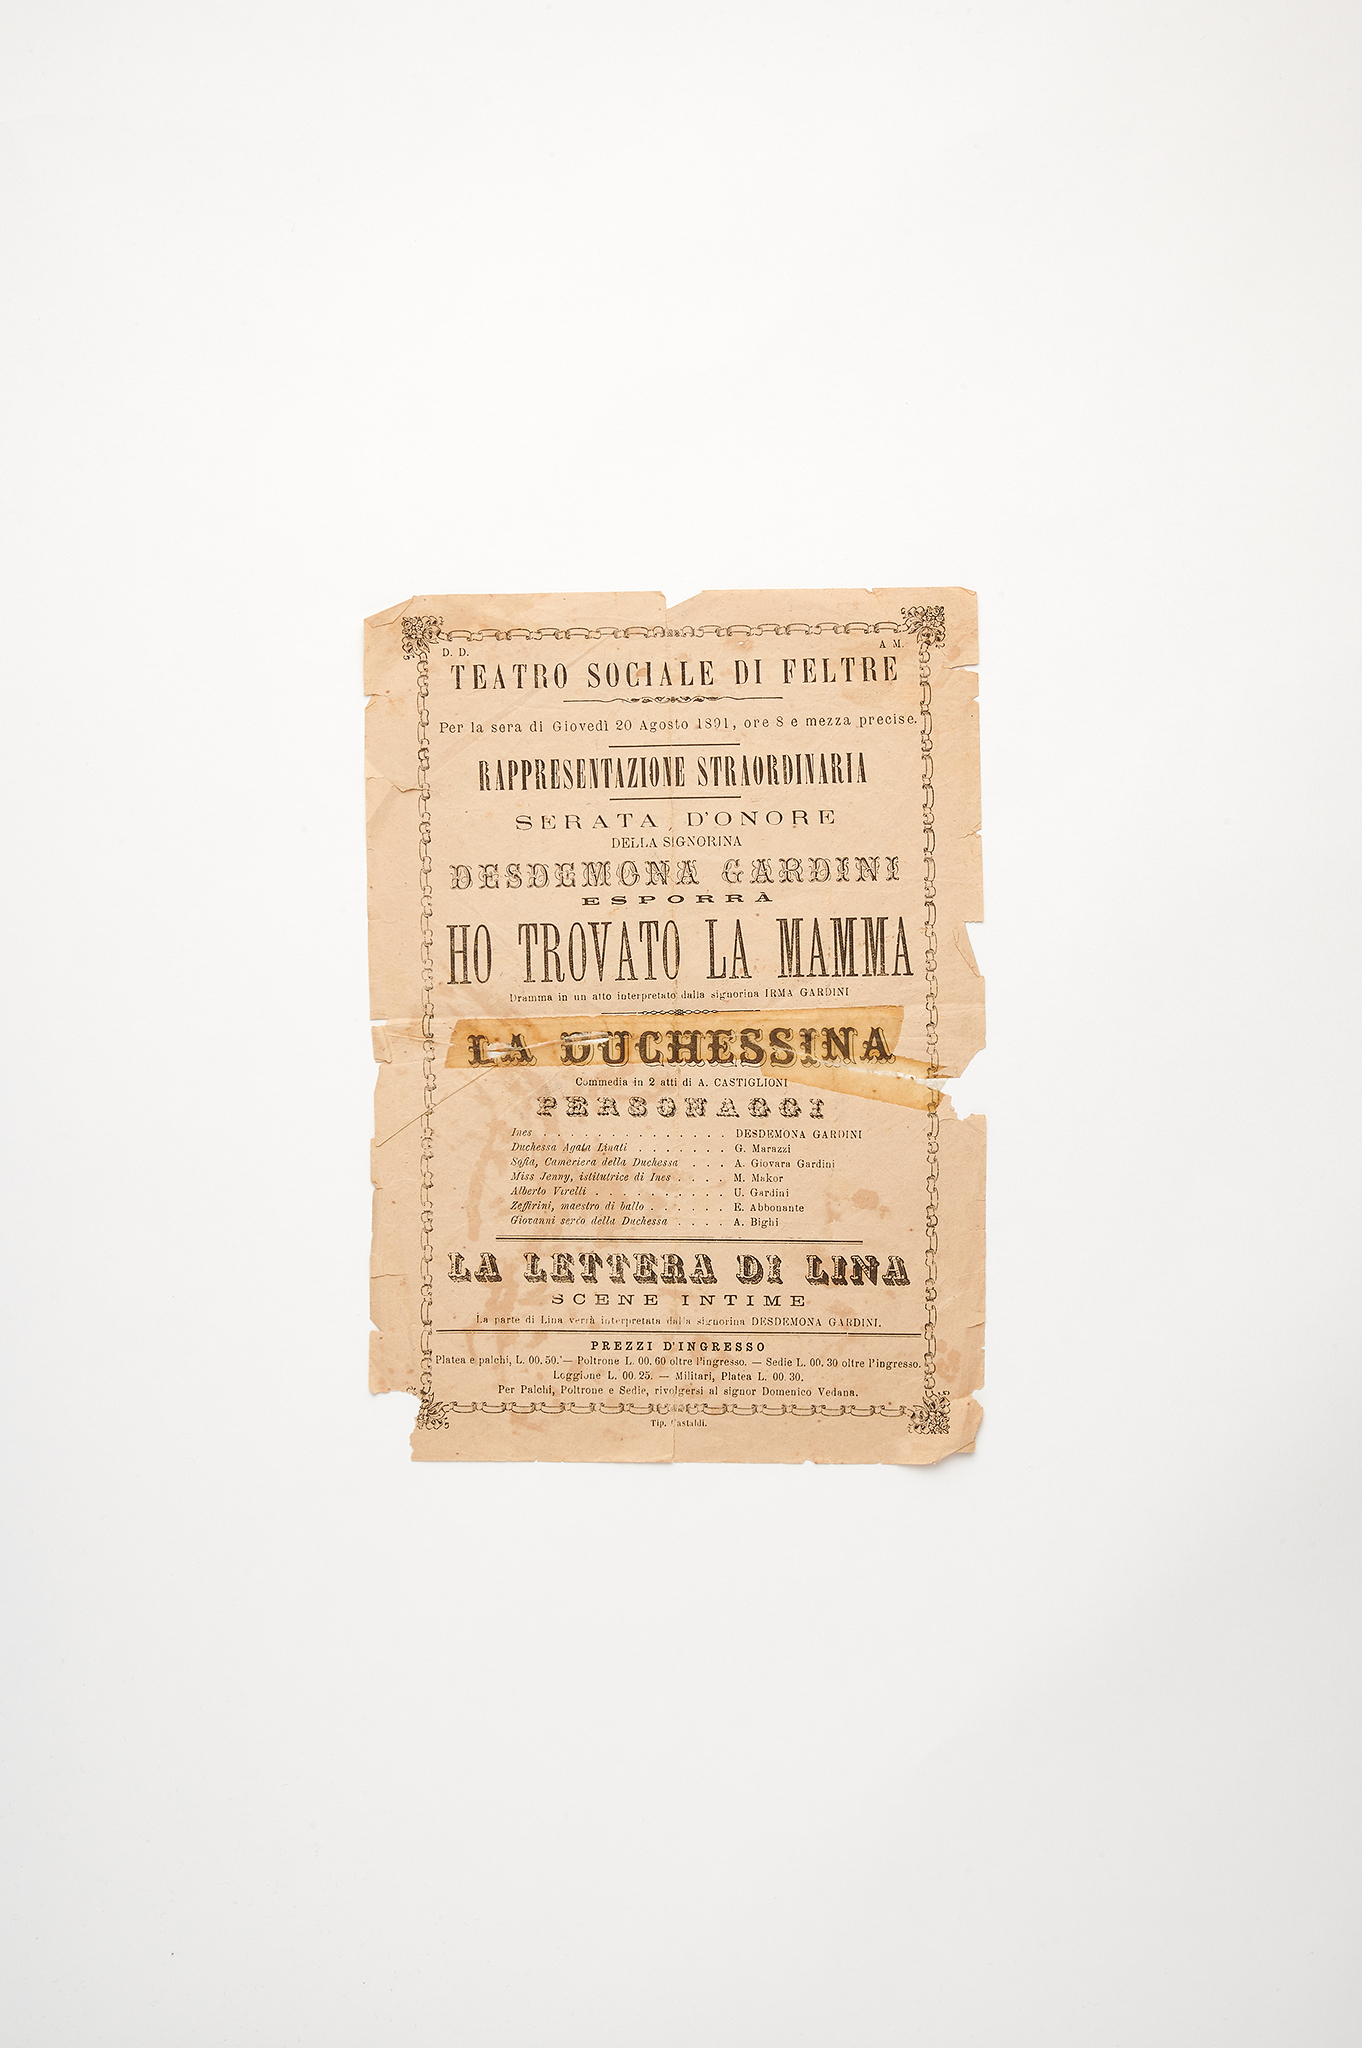 D. D. A. M.
TEATRO SOCIALE DI FELTRE
Per la sera di Giovedì 20 Agosto 1891, ore 8 e mezza precise.
RAPPRESENTAZIONE STRAORDINARIA
SERATA D'ONORE
DELLA SIGNORINA
DESDEMONA GARDINI
ESPORRÀ
HO TROVATO LA MAMMA
Dramma in un atto interpretato dalla signorina IRMA GARDINI
LA DUCHESSINA
Commedia in 2 atti di A. CASTIGLIONI
PERSONAGGI
Ines . . . . . . . . . . . . . . DESDEMONA GARDINI
Duchessa Agata Linati . . . . . . . G. Marazzi
Sofia, Cameriera della Duchessa . . . A. Giovara Gardini
Miss Jenny, istitutrice di Ines . . . . M. Makor
Alberto Virelli . . . . . . . . . . U. Gardini
Zeffirini, maestro di ballo . . . . . . E. Abbonante
Giovanni servo della Duchessa . . . . A. Bighi
LA LETTERA DI LINA
SCENE INTIME
La parte di Lina verrà interpretata dalla signorina DESDEMONA GARDINI.
PREZZI D'INGRESSO
Platea e palchi, L. 00.50. — Poltrone L. 00.60 oltre l'ingresso. — Sedie L. 00.30 oltre l'ingresso.
Loggione L. 00.25. — Militari, Platea L. 00.30.
Per Palchi, Poltrone e Sedie, rivolgersi al signor Domenico Vedana.
Tip. Castaldi.